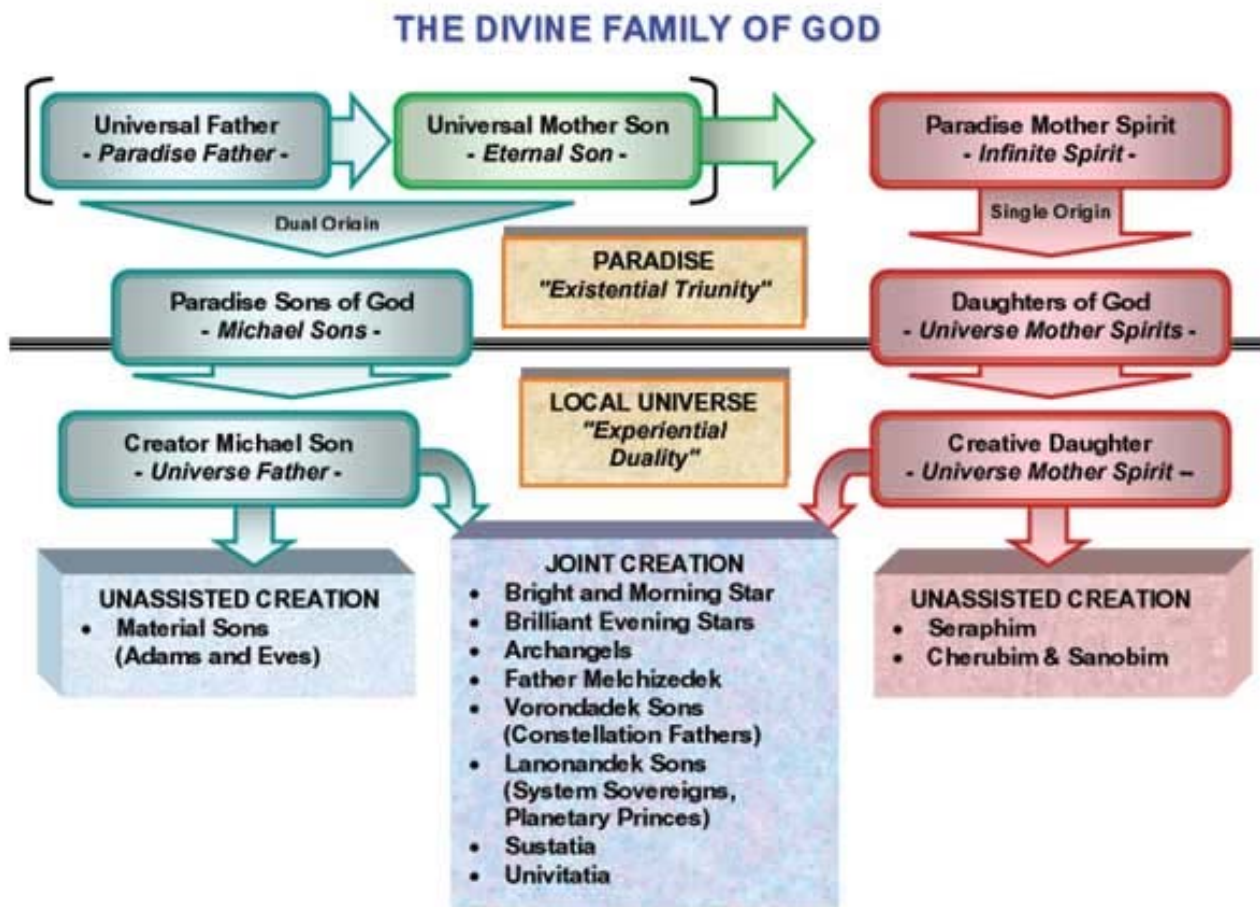 THE DIVINE FAMILY OF GOD
Universal Father
- Paradise Father -
Universal Mother Son
- Eternal Son -
Paradise Mother Spirit
- Infinite Spirit -
Dual Origin
Single Origin
PARADISE
"Existential Triunity"
Paradise Sons of God
- Michael Sons -
Daughters of God
- Universe Mother Spirits -
LOCAL UNIVERSE
"Experiential
Duality"
Creator Michael Son
- Universe Father -
Creative Daughter
- Universe Mother Spirit --
UNASSISTED CREATION
• Material Sons
(Adams and Eves)
JOINT CREATION
• Bright and Morning Star
• Brilliant Evening Stars
• Archangels
• Father Melchizedek
• Vorondadek Sons
(Constellation Fathers)
• Lanonandek Sons
(System Sovereigns,
Planetary Princes)
• Sustatia
• Univitatia
UNASSISTED CREATION
• Seraphim
• Cherubim & Sanobim